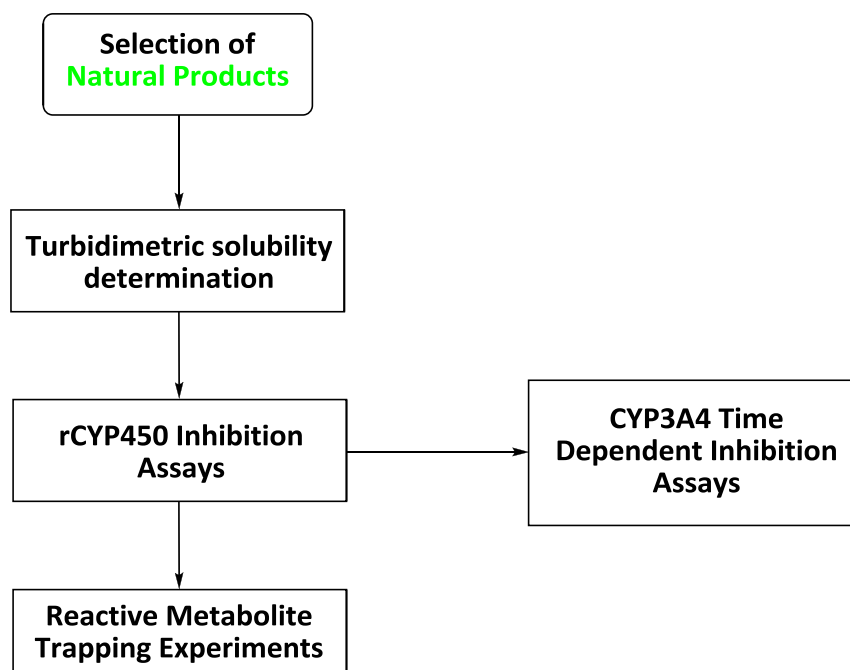 Selection of
Natural Products
Turbidimetric solubility
determination
rCYP450 Inhibition
Assays
CYP3A4 Time
Dependent Inhibition
Assays
Reactive Metabolite
Trapping Experiments